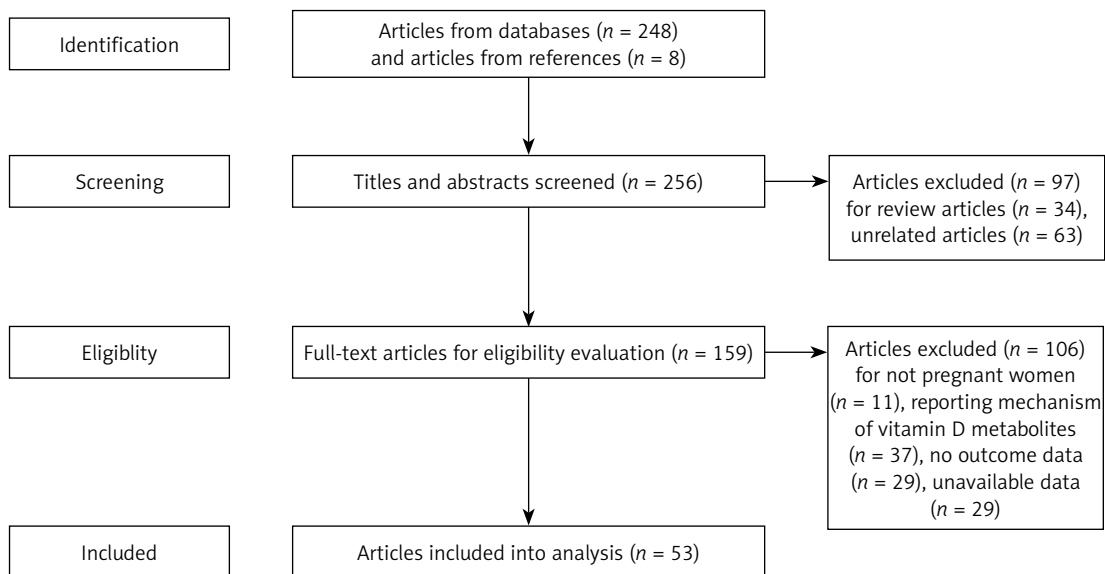 Identification
Articles from databases (n = 248)
and articles from references (n = 8)
Screening
Titles and abstracts screened (n = 256)
Articles excluded (n = 97)
for review articles (n = 34),
unrelated articles (n = 63)
Eligiblity
Full-text articles for eligibility evaluation (n = 159)
Articles excluded (n = 106)
for not pregnant women
(n = 11), reporting mechanism
of vitamin D metabolites
(n = 37), no outcome data
(n = 29), unavailable data
(n = 29)
Included
Articles included into analysis (n = 53)